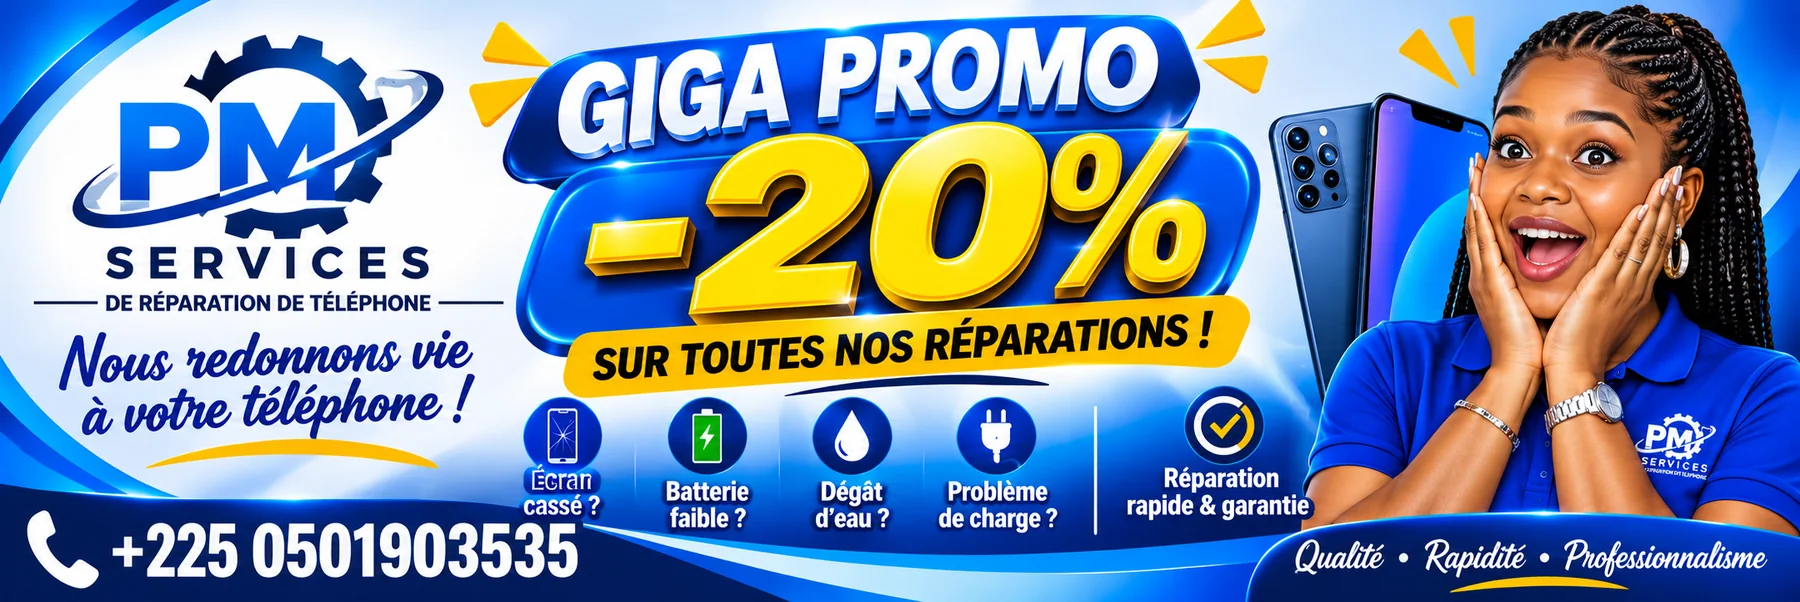 PM
SERVICES
DE RÉPARATION DE TÉLÉPHONE
Nous redonnons vie
à votre téléphone !
+225 0501903535
GIGA PROMO
-20%
SUR TOUTES NOS RÉPARATIONS !
Écran
cassé ?
Batterie
faible ?
Dégât
d'eau ?
Problème
de charge ?
Réparation
rapide & garantie
PM
SERVICES
Qualité • Rapidité • Professionnalisme